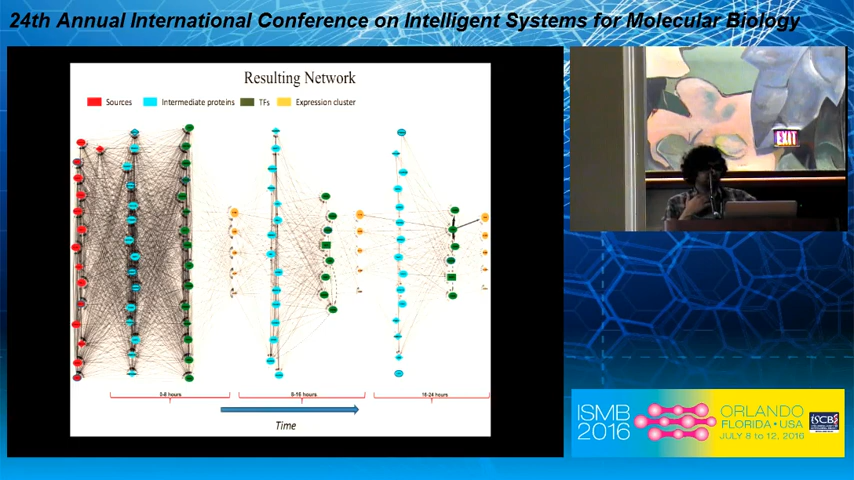 24th Annual International Conference on Intelligent Systems for Molecular Biology
Resulting Network
Sources
Intermediate proteins
TFs
Expression cluster
0-8 hours
8-16 hours
16-24 hours
Time
EXIT
ISMB
2016
ORLANDO
FLORIDA • USA
JULY 8 to 12, 2016
ISCB